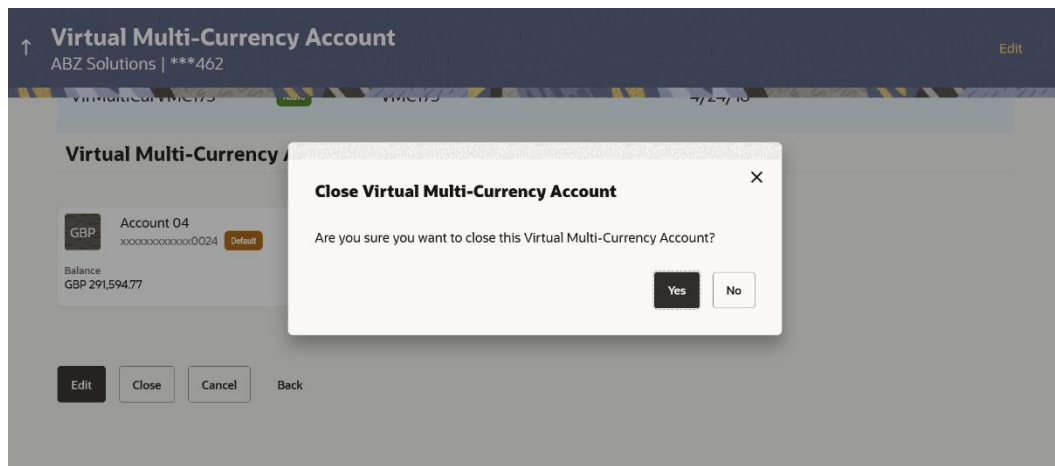 ↑ Virtual Multi-Currency Account
Edit
ABZ Solutions | ***462
Virtual Multi-Currency
Close Virtual Multi-Currency Account
Are you sure you want to close this Virtual Multi-Currency Account?
Yes No
GBP
Account 04
xxxxxxxxxxxx0024 Default
Balance
GBP 291,594.77
Edit Close Cancel Back